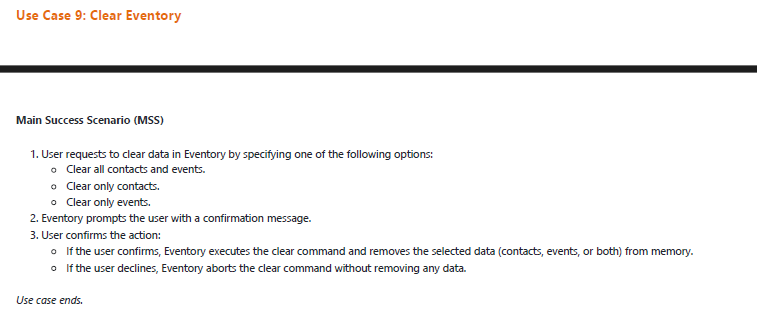 Use Case 9: Clear Eventory
Main Success Scenario (MSS)
1. User requests to clear data in Eventory by specifying one of the following options:
○ Clear all contacts and events.
○ Clear only contacts.
○ Clear only events.
2. Eventory prompts the user with a confirmation message.
3. User confirms the action:
○ If the user confirms, Eventory executes the clear command and removes the selected data (contacts, events, or both) from memory.
○ If the user declines, Eventory aborts the clear command without removing any data.
Use case ends.